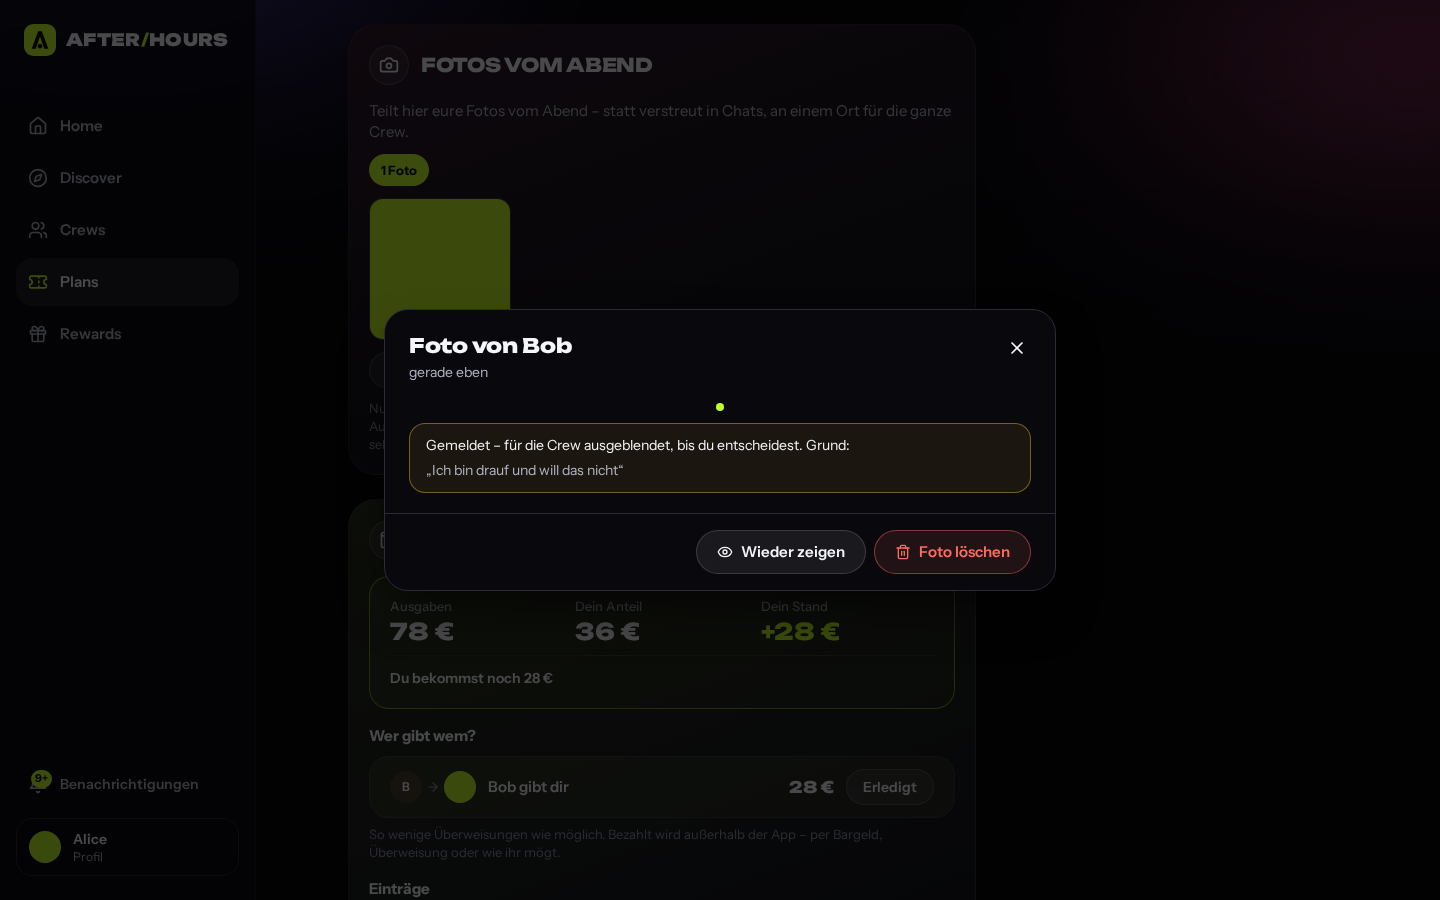 AFTER/HOURS
Home
Discover
Crews
Plans
Rewards
9+
Benachrichtigungen
Alice
Profil
FOTOS VOM ABEND
Teilt hier eure Fotos vom Abend – statt verstreut in Chats, an einem Ort für die ganze
Crew.
1 Foto
Foto von Bob
gerade eben
Gemeldet – für die Crew ausgeblendet, bis du entscheidest. Grund:
„Ich bin drauf und will das nicht“
Wieder zeigen
Foto löschen
Ausgaben
Dein Anteil
Dein Stand
78 €
36 €
+28 €
Du bekommst noch 28 €
Wer gibt wem?
B
Bob gibt dir
28 €
Erledigt
So wenige Überweisungen wie möglich. Bezahlt wird außerhalb der App – per Bargeld,
Überweisung oder wie ihr mögt.
Einträge